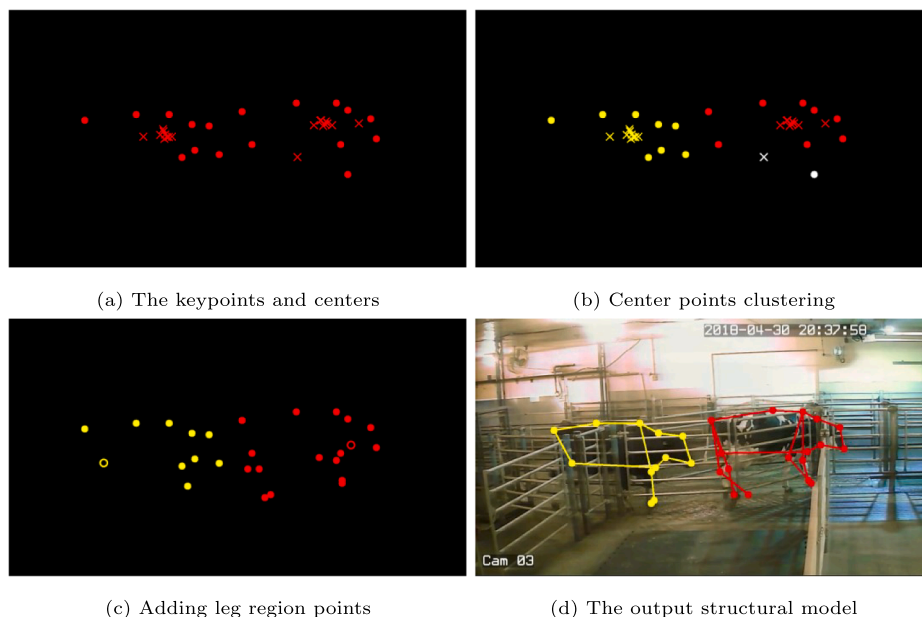 (a) The keypoints and centers
(b) Center points clustering
2018-04-30 20:37:58
Cam 03
(c) Adding leg region points
(d) The output structural model